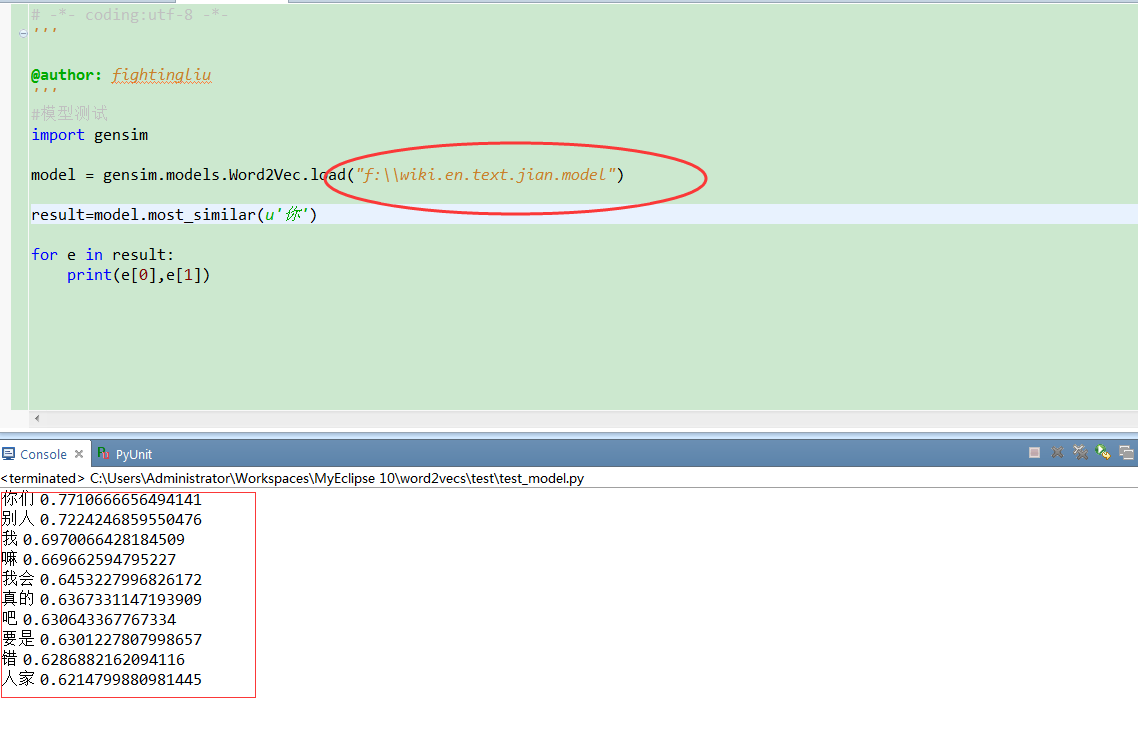 # -*- coding:utf-8 -*-
'''
@author: fightingliu
'''
#模型测试
import gensim
model = gensim.models.Word2Vec.load("f:\\wiki.en.text.jian.model")
result=model.most_similar(u'你')
for e in result:
    print(e[0],e[1])
Console PyUnit
<terminated> C:\Users\Administrator\Workspaces\MyEclipse 10\word2vecs\test\test_model.py
你们 0.7710666656494141
别人 0.7224246859550476
我 0.6970066428184509
嘛 0.669662594795227
我会 0.6453227996826172
真的 0.6367331147193909
吧 0.630643367767334
要是 0.6301227807998657
错 0.6286882162094116
人家 0.6214799880981445